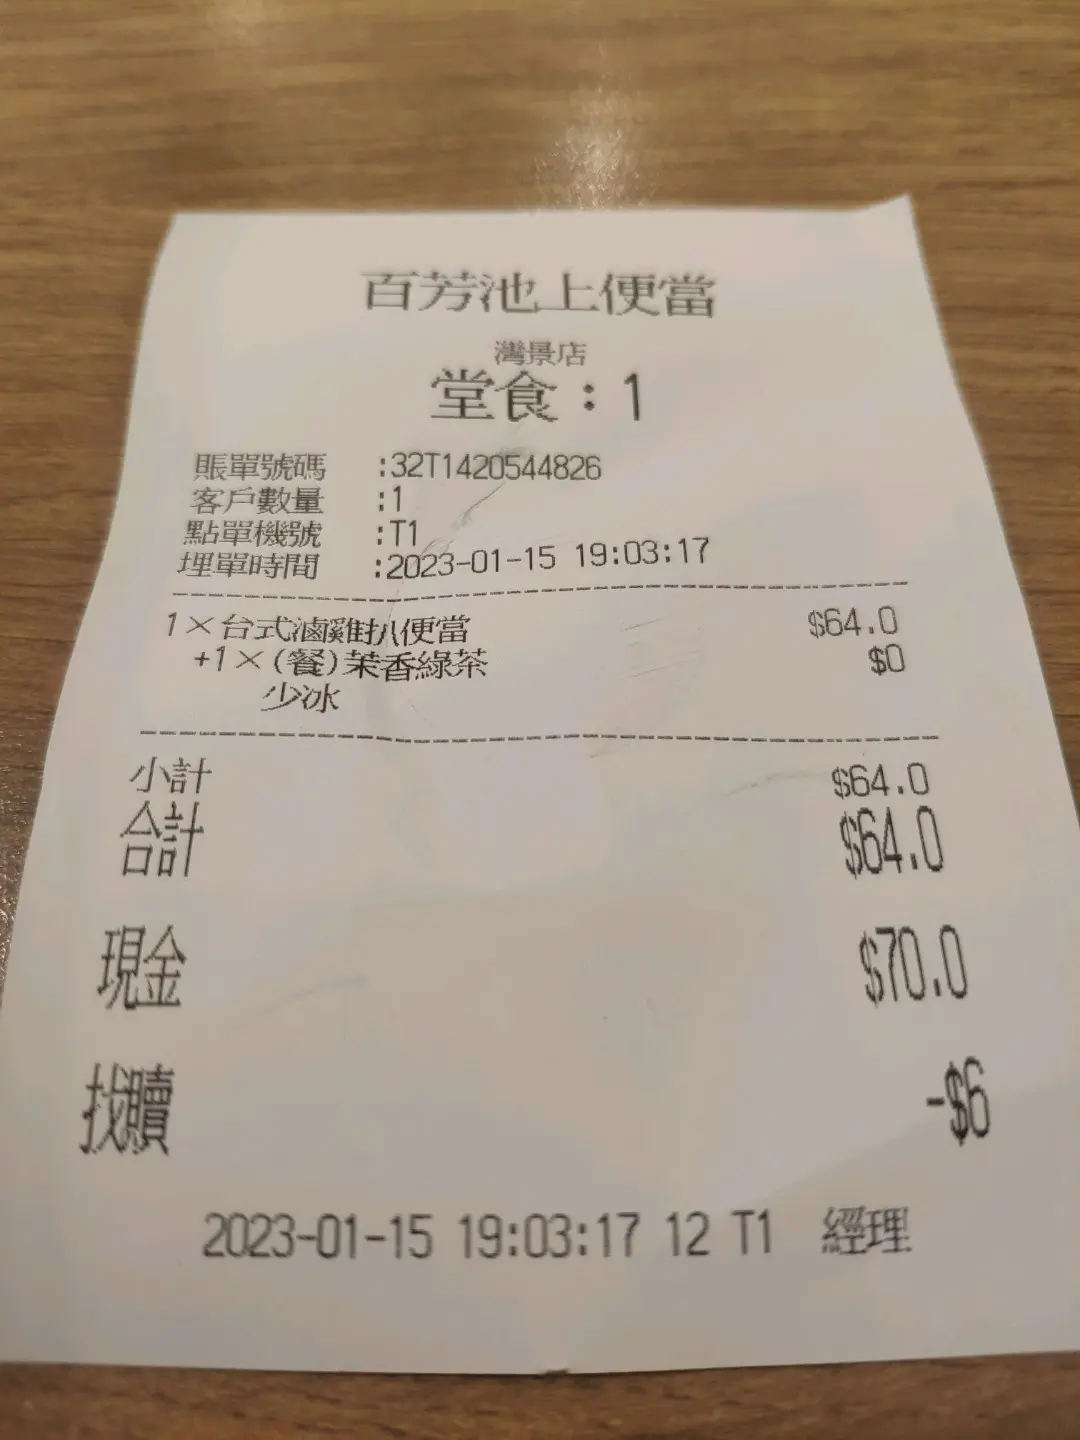 百芳池上便當
灣景店
堂食：1
賬單號碼 :32T1420544826
客戶數量 :1
點單機號 :T1
埋單時間 :2023-01-15 19:03:17
1×台式滷雞扒便當 $64.0
+1×(餐)茉香綠茶 $0
少冰
小計 $64.0
合計 $64.0
現金 $70.0
找贖 -$6
2023-01-15 19:03:17 12 T1 經理